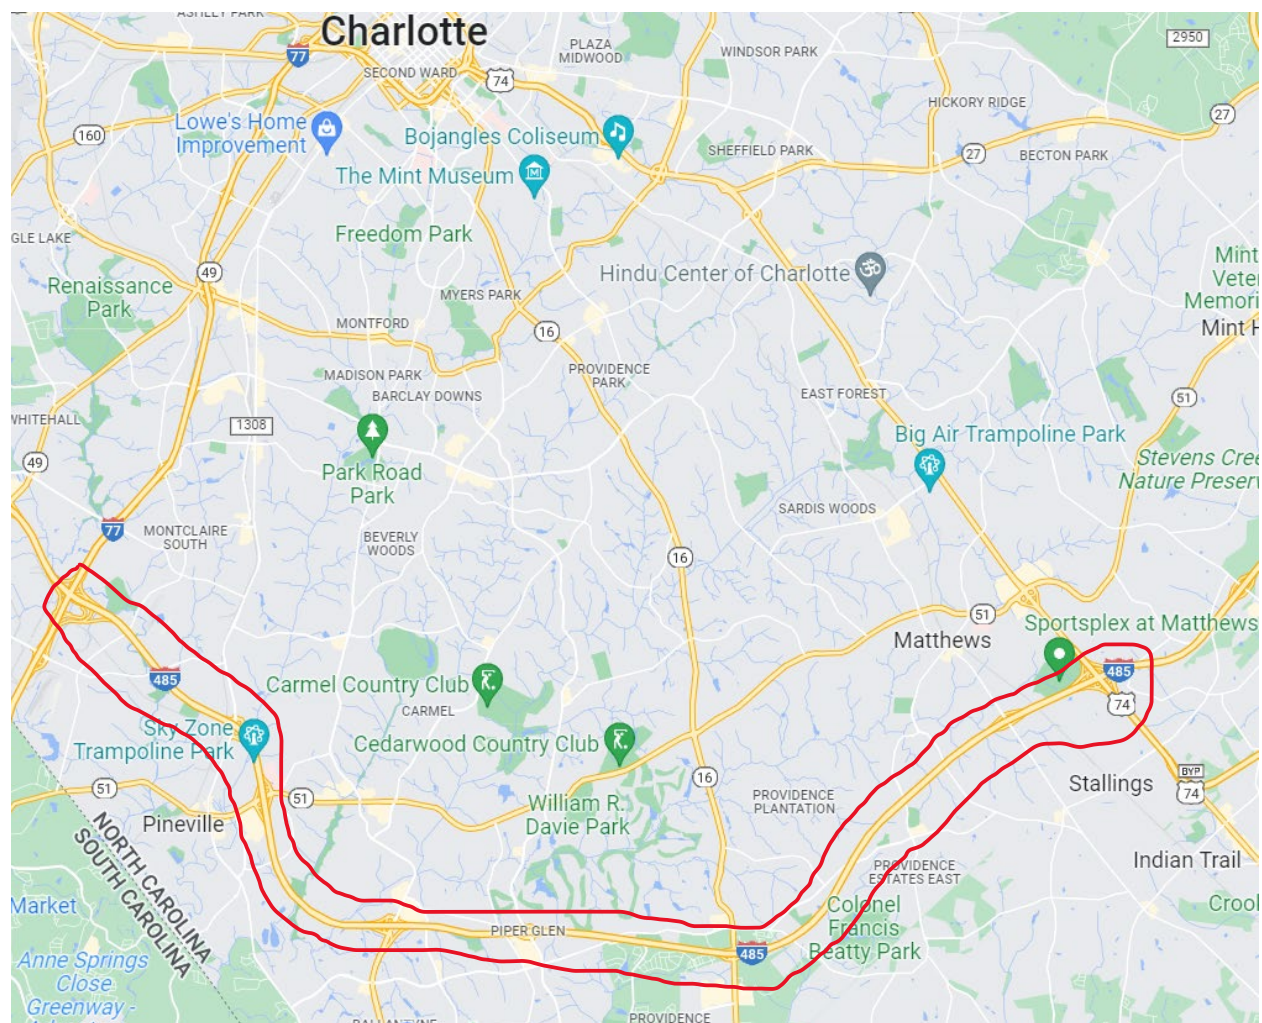 Charlotte
77
SECOND WARD
74
PLAZA
MIDWOOD
WINDSOR PARK
2950
HICKORY RIDGE
27
160
Lowe's Home
Improvement
Bojangles Coliseum
SHEFFIELD PARK
27
BECTON PARK
The Mint Museum
Freedom Park
GLE LAKE
49
Hindu Center of Charlotte
Mint
Vete
Memori
Renaissance
Park
MYERS PARK
MONTFORD
16
Mint H
MADISON PARK
PROVIDENCE
PARK
BARCLAY DOWNS
EAST FOREST
51
WHITEHALL
1308
Big Air Trampoline Park
49
Park Road
Park
Stevens Cree
Nature Preserv
SARDIS WOODS
77
MONTCLAIRE
SOUTH
BEVERLY
WOODS
16
51
Matthews
Sportsplex at Matthews
485
485
Carmel Country Club
CARMEL
74
Sky Zone
Trampoline Park
Cedarwood Country Club
BYP
74
Stallings
51
51
16
PROVIDENCE
PLANTATION
William R.
Davie Park
Pineville
NORTH CAROLINA
SOUTH CAROLINA
PROVIDENCE
ESTATES EAST
Indian Trail
Market
Colonel
Francis
Beatty Park
Crook
PIPER GLEN
485
Anne Springs
Close
Greenway -
PROVIDENCE